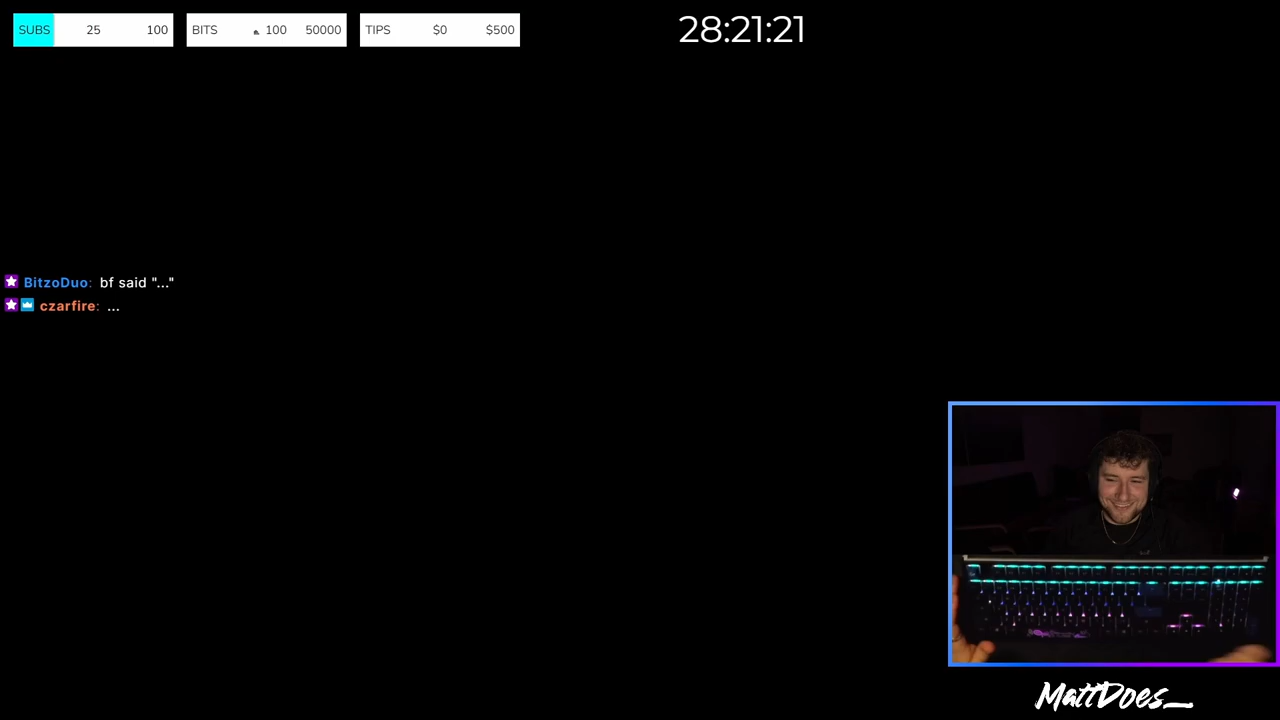 SUBS 25 100 BITS 100 50000 TIPS $0 $500 28:21:21
BitzoDuo: bf said "..."
czarfire: ...
MattDoes_